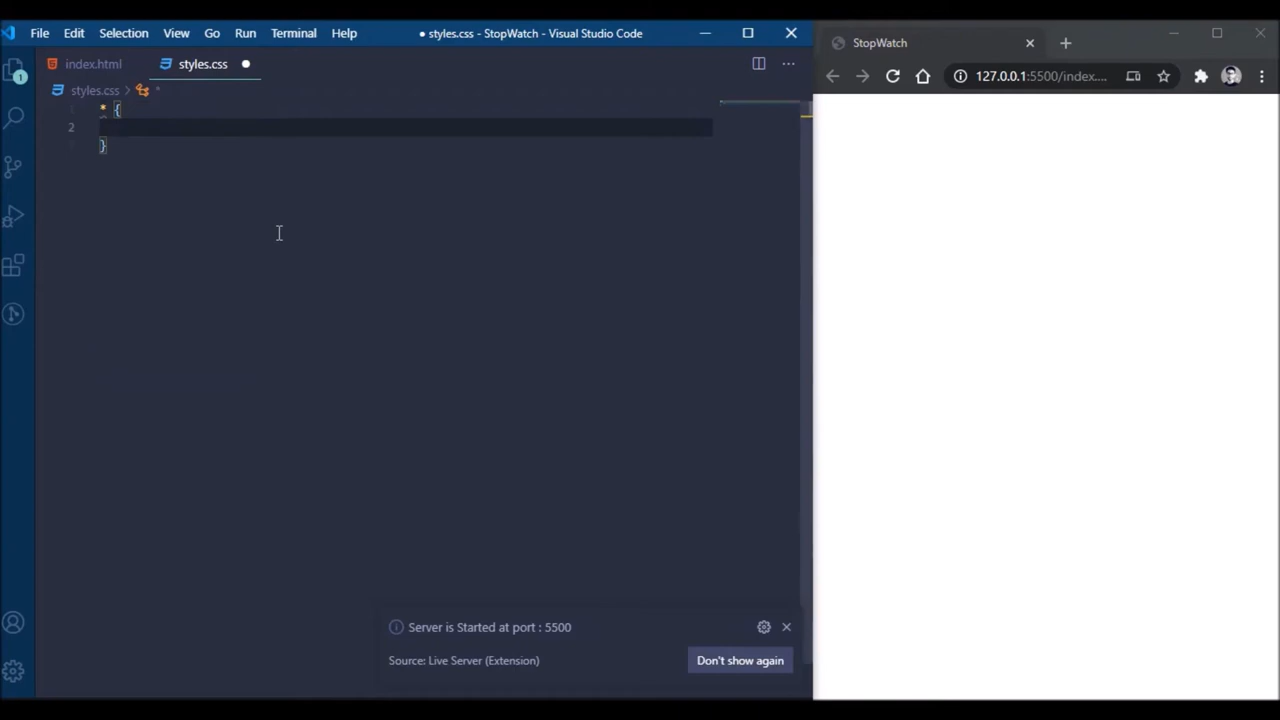 File Edit Selection View Go Run Terminal Help
● styles.css - StopWatch - Visual Studio Code
StopWatch
index.html
styles.css ●
127.0.0.1:5500/index....
styles.css > *
1 * {
2
}
1
Server is Started at port : 5500
Source: Live Server (Extension)
Don't show again